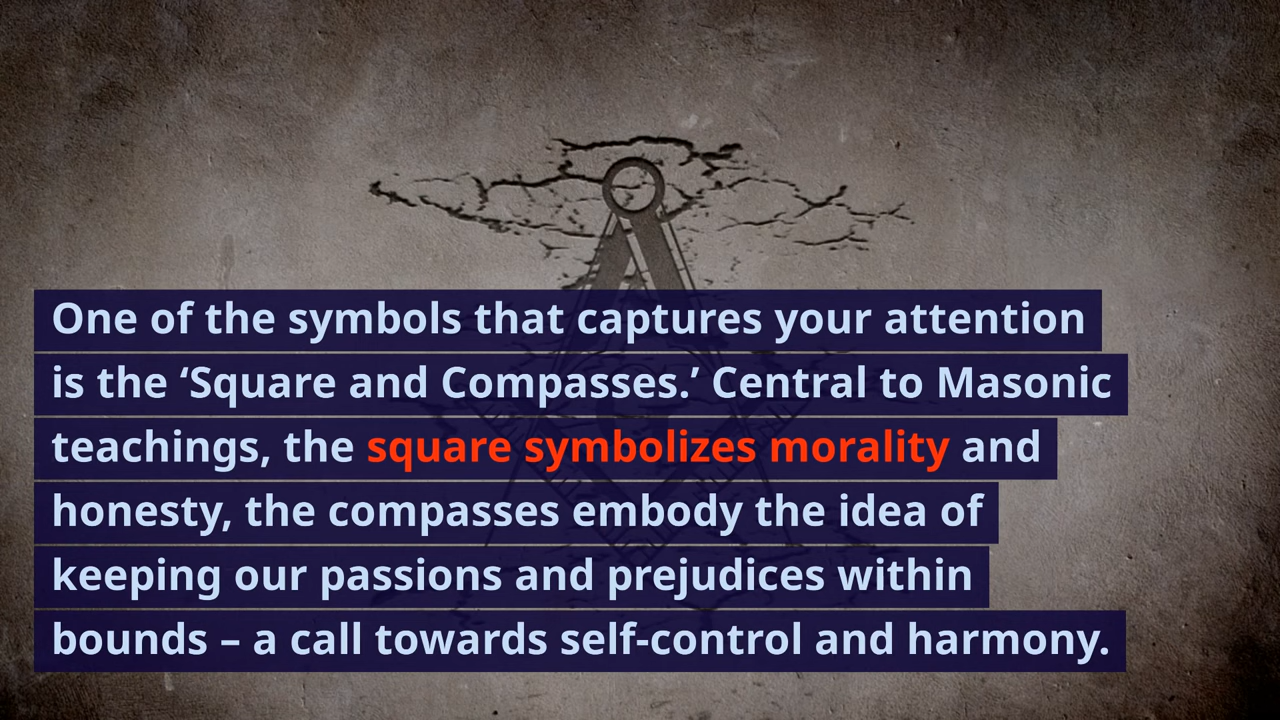 One of the symbols that captures your attention
is the ‘Square and Compasses.’ Central to Masonic
teachings, the square symbolizes morality and
honesty, the compasses embody the idea of
keeping our passions and prejudices within
bounds – a call towards self-control and harmony.